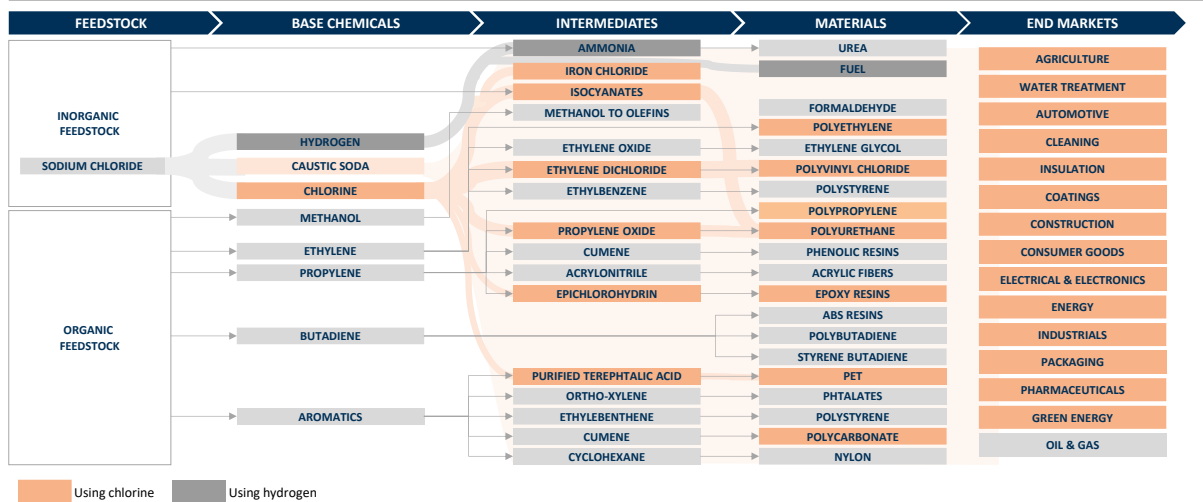 FEEDSTOCK
BASE CHEMICALS
INTERMEDIATES
MATERIALS
END MARKETS
INORGANIC
FEEDSTOCK
SODIUM CHLORIDE
ORGANIC
FEEDSTOCK
HYDROGEN
CAUSTIC SODA
CHLORINE
METHANOL
ETHYLENE
PROPYLENE
BUTADIENE
AROMATICS
AMMONIA
IRON CHLORIDE
ISOCYANATES
METHANOL TO OLEFINS
ETHYLENE OXIDE
ETHYLENE DICHLORIDE
ETHYLBENZENE
PROPYLENE OXIDE
CUMENE
ACRYLONITRILE
EPICHLOROHYDRIN
PURIFIED TEREPHTALIC ACID
ORTHO-XYLENE
ETHYLEBENTHENE
CUMENE
CYCLOHEXANE
UREA
FUEL
FORMALDEHYDE
POLYETHYLENE
ETHYLENE GLYCOL
POLYVINYL CHLORIDE
POLYSTYRENE
POLYPROPYLENE
POLYURETHANE
PHENOLIC RESINS
ACRYLIC FIBERS
EPOXY RESINS
ABS RESINS
POLYBUTADIENE
STYRENE BUTADIENE
PET
PHTALATES
POLYSTYRENE
POLYCARBONATE
NYLON
AGRICULTURE
WATER TREATMENT
AUTOMOTIVE
CLEANING
INSULATION
COATINGS
CONSTRUCTION
CONSUMER GOODS
ELECTRICAL & ELECTRONICS
ENERGY
INDUSTRIALS
PACKAGING
PHARMACEUTICALS
GREEN ENERGY
OIL & GAS
Using chlorine
Using hydrogen